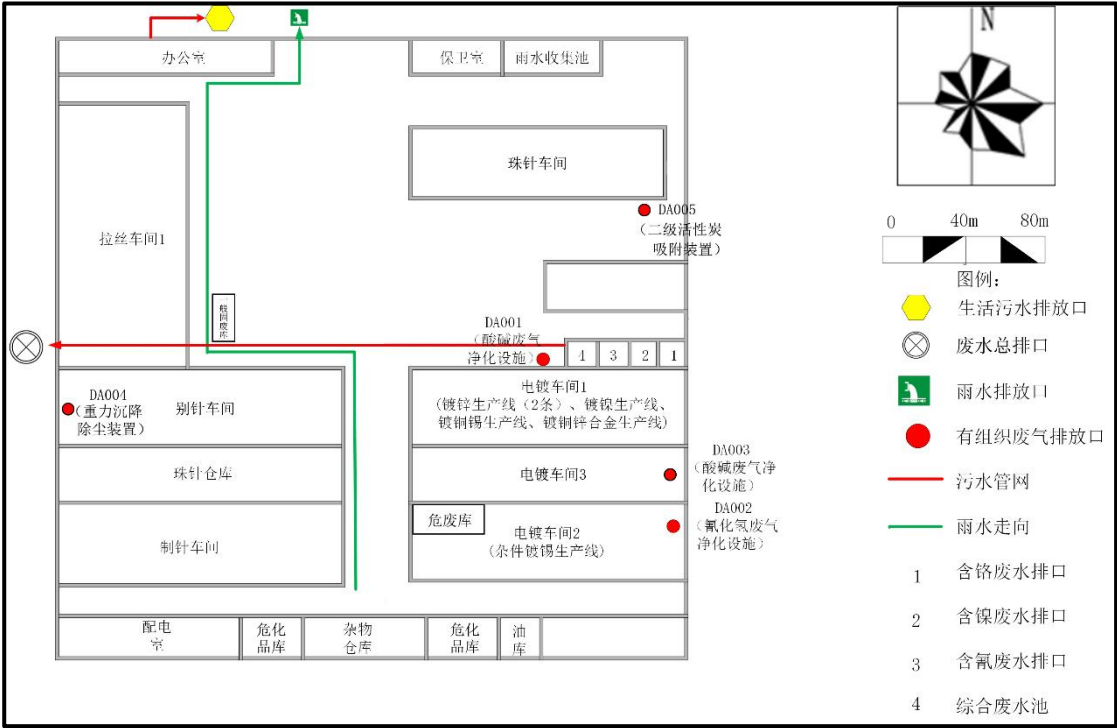 办公室
保卫室
雨水收集池
珠针车间
拉丝车间1
DA005
（二级活性炭
吸附装置）
一般固废库
DA001
（酸碱废气
净化设施）
4
3
2
1
DA004
（重力沉降
除尘装置）
别针车间
电镀车间1
(镀锌生产线（2条）、镀镍生产线、
镀铜锡生产线、镀铜锌合金生产线)
珠针仓库
电镀车间3
DA003
（酸碱废气净
化设施）
制针车间
危废库
电镀车间2
(杂件镀锡生产线)
DA002
（氰化氢废气
净化设施）
配电
室
危化
品库
杂物
仓库
危化
品库
油
库
N
0
40m
80m
图例：
生活污水排放口
废水总排口
雨水排放口
有组织废气排放口
污水管网
雨水走向
1 含铬废水排口
2 含镍废水排口
3 含氰废水排口
4 综合废水池